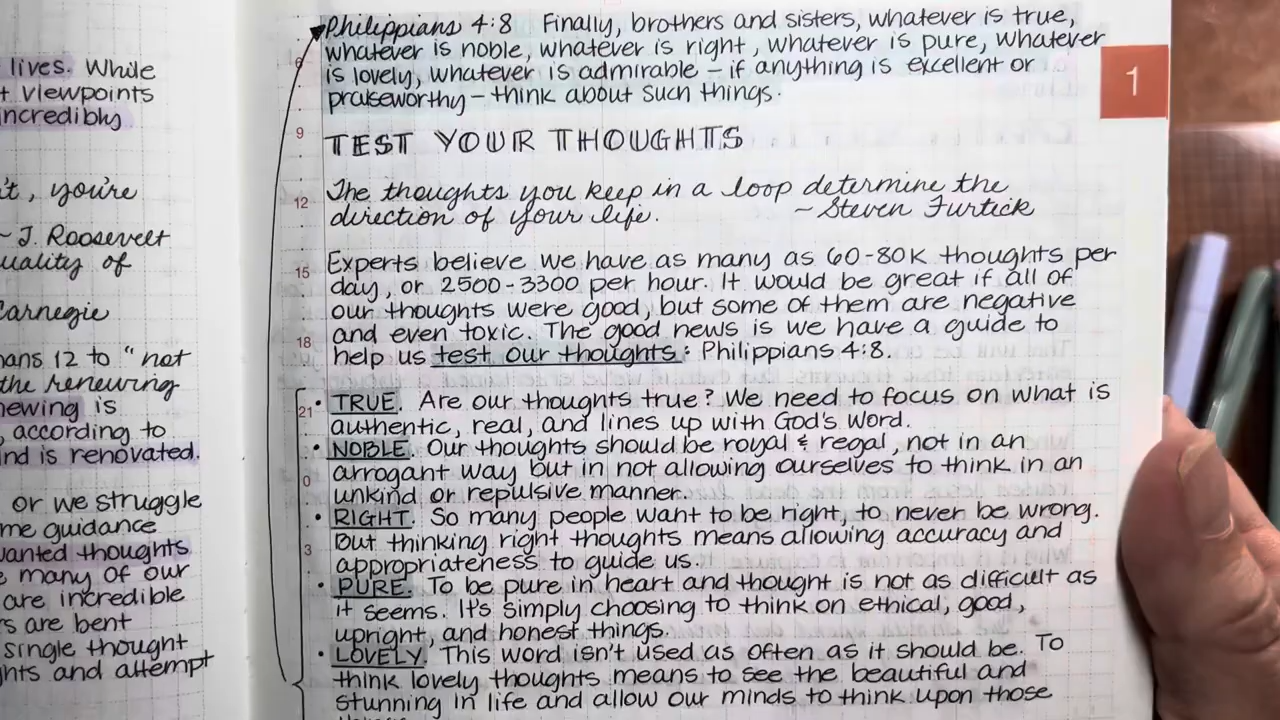 lives. While
t viewpoints
incredibly
't, you're
~ J. Roosevelt
uality of
Carnegie
mans 12 to "not
the renewing
newing is
, according to
ind is renovated.
or we struggle
me guidance
wanted thoughts
e many of our
are incredible
rs are bent
single thought
ghts and attempt
Philippians 4:8 Finally, brothers and sisters, whatever is true,
whatever is noble, whatever is right, whatever is pure, whatever
is lovely, whatever is admirable – if anything is excellent or
praiseworthy – think about such things.
1
6
9
TEST YOUR THOUGHTS
The thoughts you keep in a loop determine the
12
direction of your life. ~ Steven Furtick
Experts believe we have as many as 60-80K thoughts per
15
day, or 2500-3300 per hour. It would be great if all of
our thoughts were good, but some of them are negative
and even toxic. The good news is we have a guide to
18
help us test our thoughts: Philippians 4:8.
• TRUE. Are our thoughts true? We need to focus on what is
21
authentic, real, and lines up with God's Word.
• NOBLE. Our thoughts should be royal & regal, not in an
arrogant way but in not allowing ourselves to think in an
0
unkind or repulsive manner.
• RIGHT. So many people want to be right, to never be wrong.
But thinking right thoughts means allowing accuracy and
3
appropriateness to guide us.
• PURE. To be pure in heart and thought is not as difficult as
it seems. It's simply choosing to think on ethical, good,
upright, and honest things.
• LOVELY. This word isn't used as often as it should be. To
think lovely thoughts means to see the beautiful and
stunning in life and allow our minds to think upon those